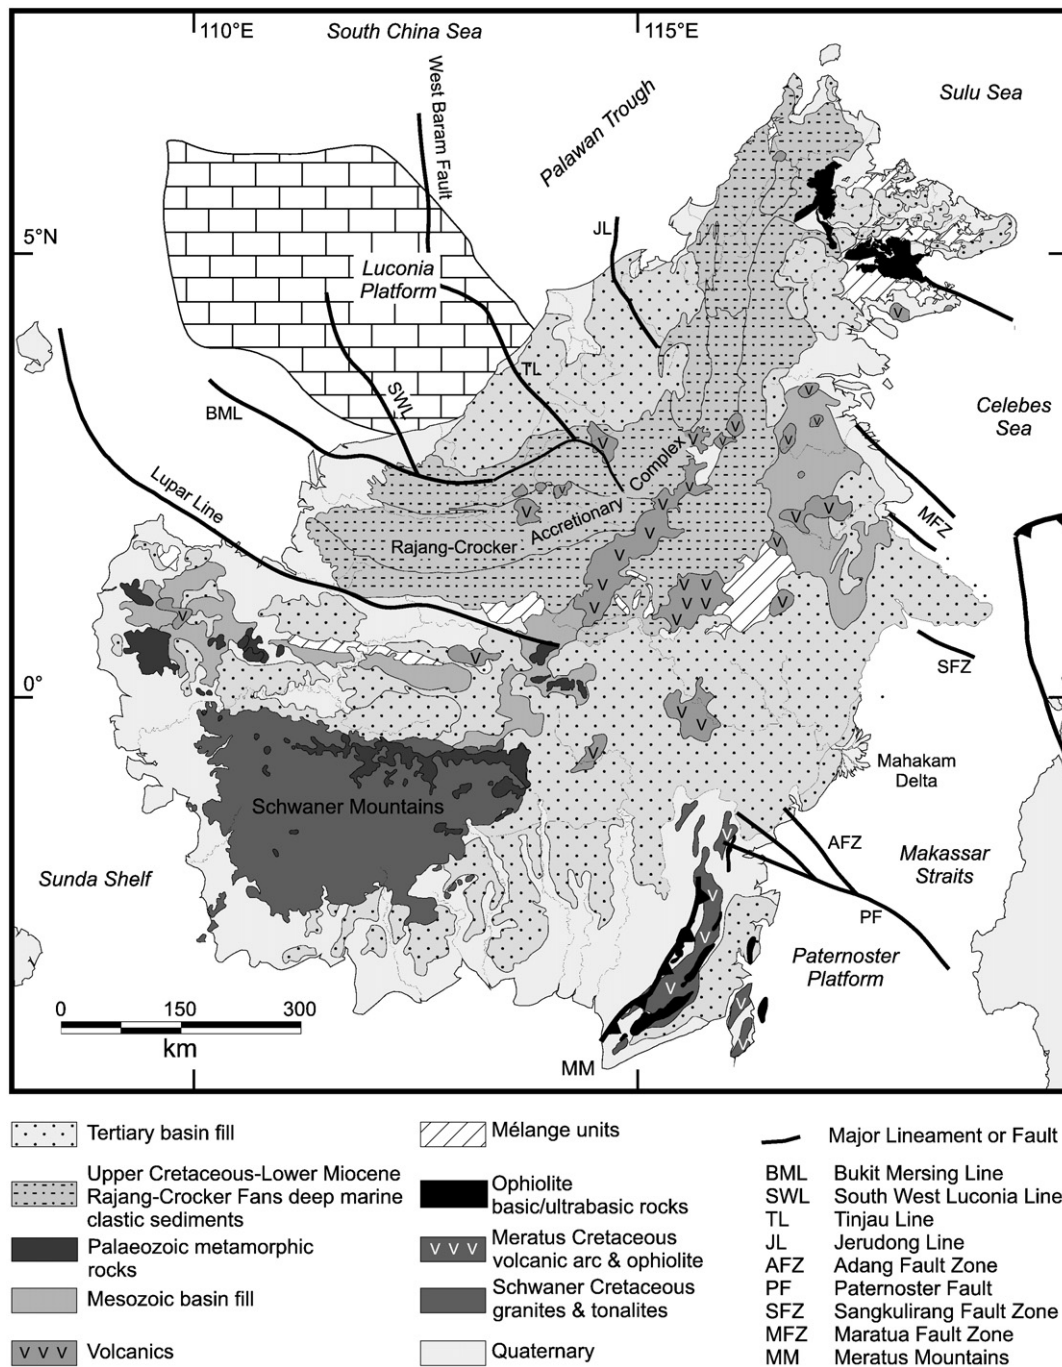 110°E
South China Sea
115°E
Sulu Sea
West Baram Fault
Palawan Trough
5°N
JL
Luconia
Platform
V
TL
SWL
BML
Celebes
Sea
Lupar Line
Rajang-Crocker Accretionary Complex
MFZ
SFZ
0°
Mahakam
Delta
Schwaner Mountains
AFZ
Makassar
Straits
Sunda Shelf
PF
Paternoster
Platform
0 150 300
km
MM
Tertiary basin fill
Upper Cretaceous-Lower Miocene
Rajang-Crocker Fans deep marine
clastic sediments
Palaeozoic metamorphic
rocks
Mesozoic basin fill
V V V Volcanics
Mélange units
Ophiolite
basic/ultrabasic rocks
V V V Meratus Cretaceous
volcanic arc & ophiolite
Schwaner Cretaceous
granites & tonalites
Quaternary
Major Lineament or Fault
BML Bukit Mersing Line
SWL South West Luconia Line
TL Tinjau Line
JL Jerudong Line
AFZ Adang Fault Zone
PF Paternoster Fault
SFZ Sangkulirang Fault Zone
MFZ Maratua Fault Zone
MM Meratus Mountains